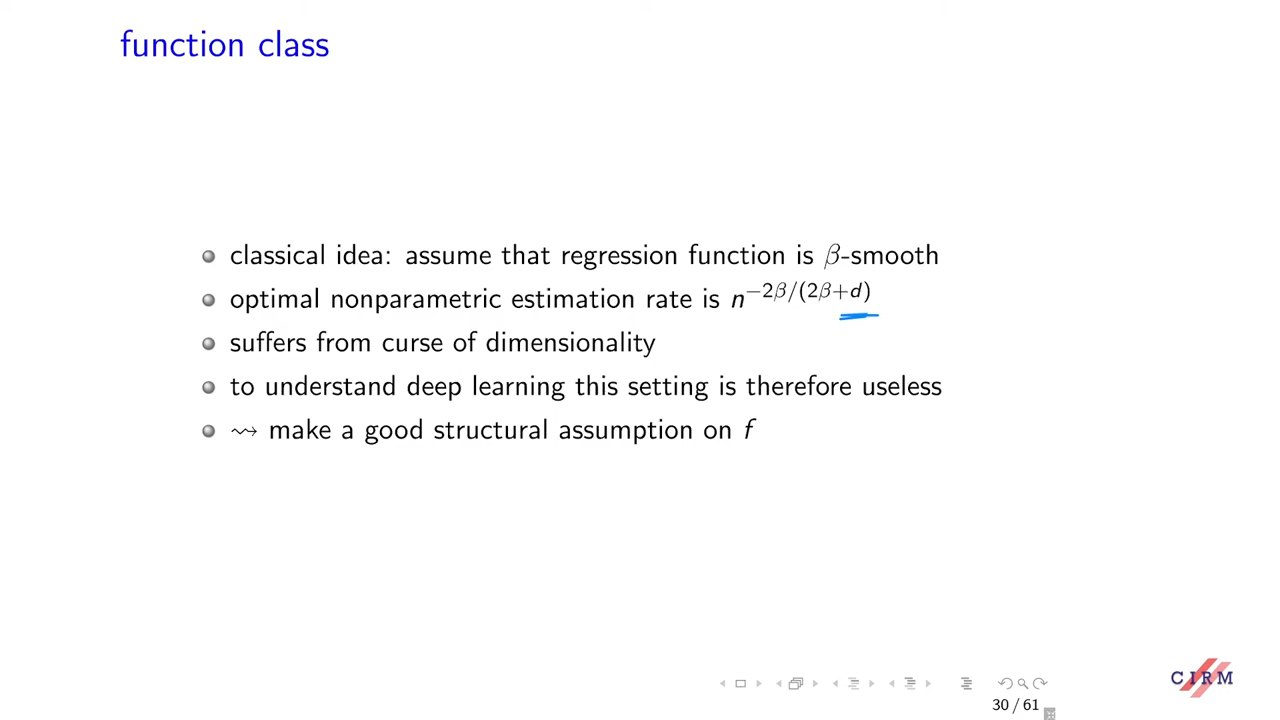 function class
classical idea: assume that regression function is β-smooth
optimal nonparametric estimation rate is n^{-2β/(2β+d)}
suffers from curse of dimensionality
to understand deep learning this setting is therefore useless
⇝ make a good structural assumption on f
CIRM
30 / 61